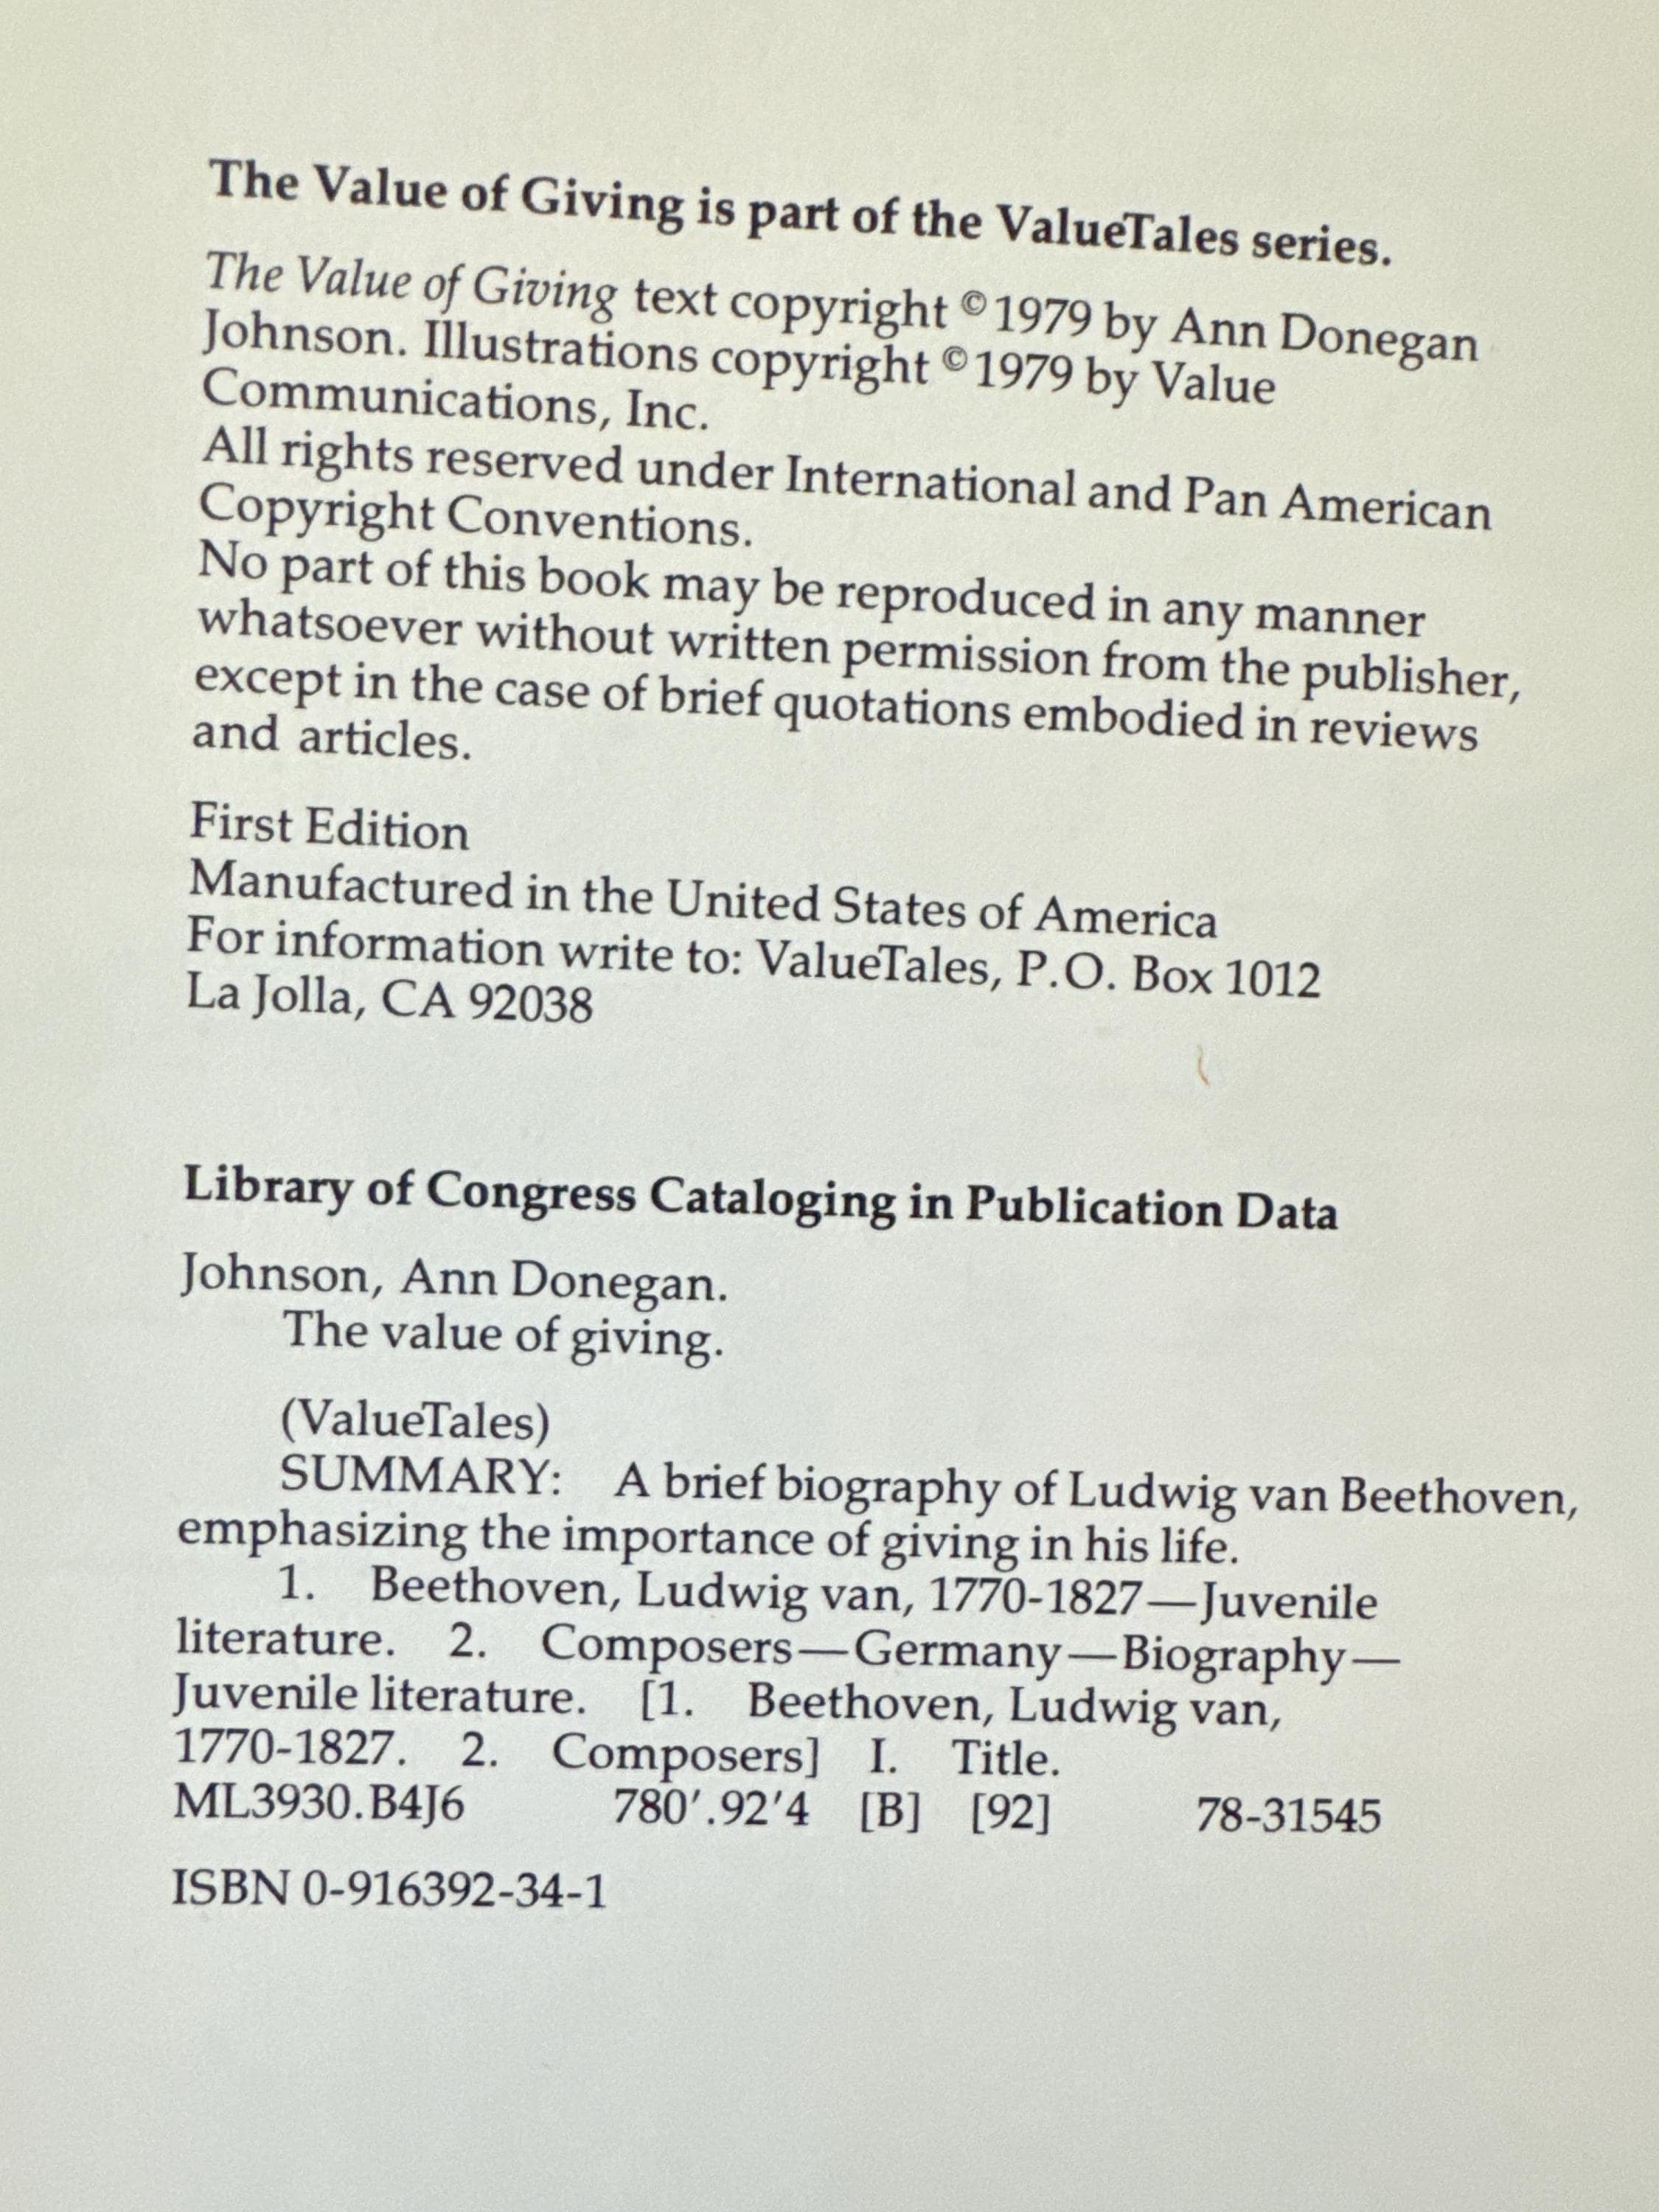 The Value of Giving is part of the ValueTales series.
The Value of Giving text copyright ©1979 by Ann Donegan
Johnson. Illustrations copyright ©1979 by Value
Communications, Inc.
All rights reserved under International and Pan American
Copyright Conventions.
No part of this book may be reproduced in any manner
whatsoever without written permission from the publisher,
except in the case of brief quotations embodied in reviews
and articles.
First Edition
Manufactured in the United States of America
For information write to: ValueTales, P.O. Box 1012
La Jolla, CA 92038
Library of Congress Cataloging in Publication Data
Johnson, Ann Donegan.
The value of giving.
(ValueTales)
SUMMARY: A brief biography of Ludwig van Beethoven,
emphasizing the importance of giving in his life.
1. Beethoven, Ludwig van, 1770-1827—Juvenile
literature. 2. Composers—Germany—Biography—
Juvenile literature. [1. Beethoven, Ludwig van,
1770-1827. 2. Composers] I. Title.
ML3930.B4J6 780′.92′4 [B] [92] 78-31545
ISBN 0-916392-34-1